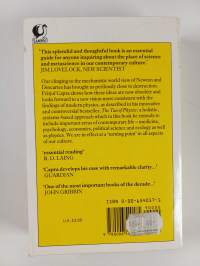 'This splendid and thoughtful book is an essential
guide for anyone inquiring about the place of science
and metascience in our contemporary culture.'
JIM LOVELOCK, NEW SCIENTIST
Our clinging to the mechanistic world view of Newton and
Descartes has brought us perilously close to destruction.
Fritjof Capra shows how these ideas are now obsolete and
looks forward to a new vision more consistent with the
findings of modern physics, as described in his innovative
and controversial bestseller, The Tao of Physics: a holistic,
systems-based approach which in this book he extends to
include important areas of contemporary life – medicine,
psychology, economics, political science and ecology as well
as physics. We are in effect at a 'turning point' in all aspects
of our culture.
'essential reading'
R. D. LAING
'Capra develops his case with remarkable clarity...'
GUARDIAN
'One of the most important books of the decade...'
JOHN GRIBBIN
ISBN 0-00-654017-1